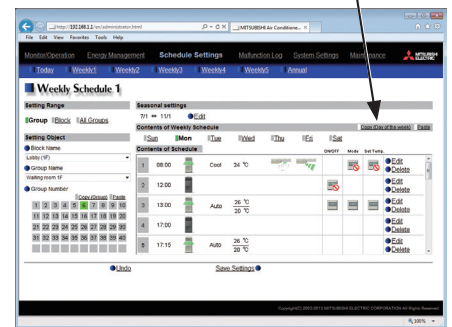 http://192.168.1.1/en/administrator.html
MITSUBISHI Air Conditione...
File Edit View Favorites Tools Help
Monitor/Operation Energy Management Schedule Settings Malfunction Log System Settings Maintenance MITSUBISHI ELECTRIC
Today Weekly1 Weekly2 Weekly3 Weekly4 Weekly5 Annual
Weekly Schedule 1
Setting Range
Group Block All Groups
Setting Object
Block Name
Lobby (1F)
Group Name
Waiting room 1F
Group Number
Copy (Group) Paste
1 2 3 4 5 6 7 8 9 10
11 12 13 14 15 16 17 18 19 20
21 22 23 24 25 26 27 28 29 30
31 32 33 34 35 36 37 38 39 40
Seasonal settings
7/1 ⇔ 11/1 Edit
Contents of Weekly Schedule Copy (Day of the week) Paste
Sun Mon Tue Wed Thu Fri Sat
Contents of Schedule ON/OFF Mode Set Temp.
1 08:00 Cool 24 °C Edit Delete
2 12:00 Edit Delete
3 13:00 Auto 26 °C 20 °C Edit Delete
4 17:00 Edit Delete
5 17:15 Auto 26 °C 20 °C Edit Delete
Undo Save Settings
Copyright(C) 2003-2013 MITSUBISHI ELECTRIC CORPORATION All Rights Reserved
100%